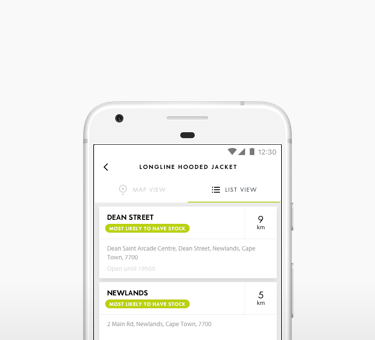 12:30
LONGLINE HOODED JACKET
MAP VIEW
LIST VIEW
DEAN STREET
9
km
MOST LIKELY TO HAVE STOCK
Dean Saint Arcade Centre, Dean Street, Newlands, Cape
Town, 7700
Open until 19h00
NEWLANDS
5
km
MOST LIKELY TO HAVE STOCK
2 Main Rd, Newlands, Cape Town, 7700